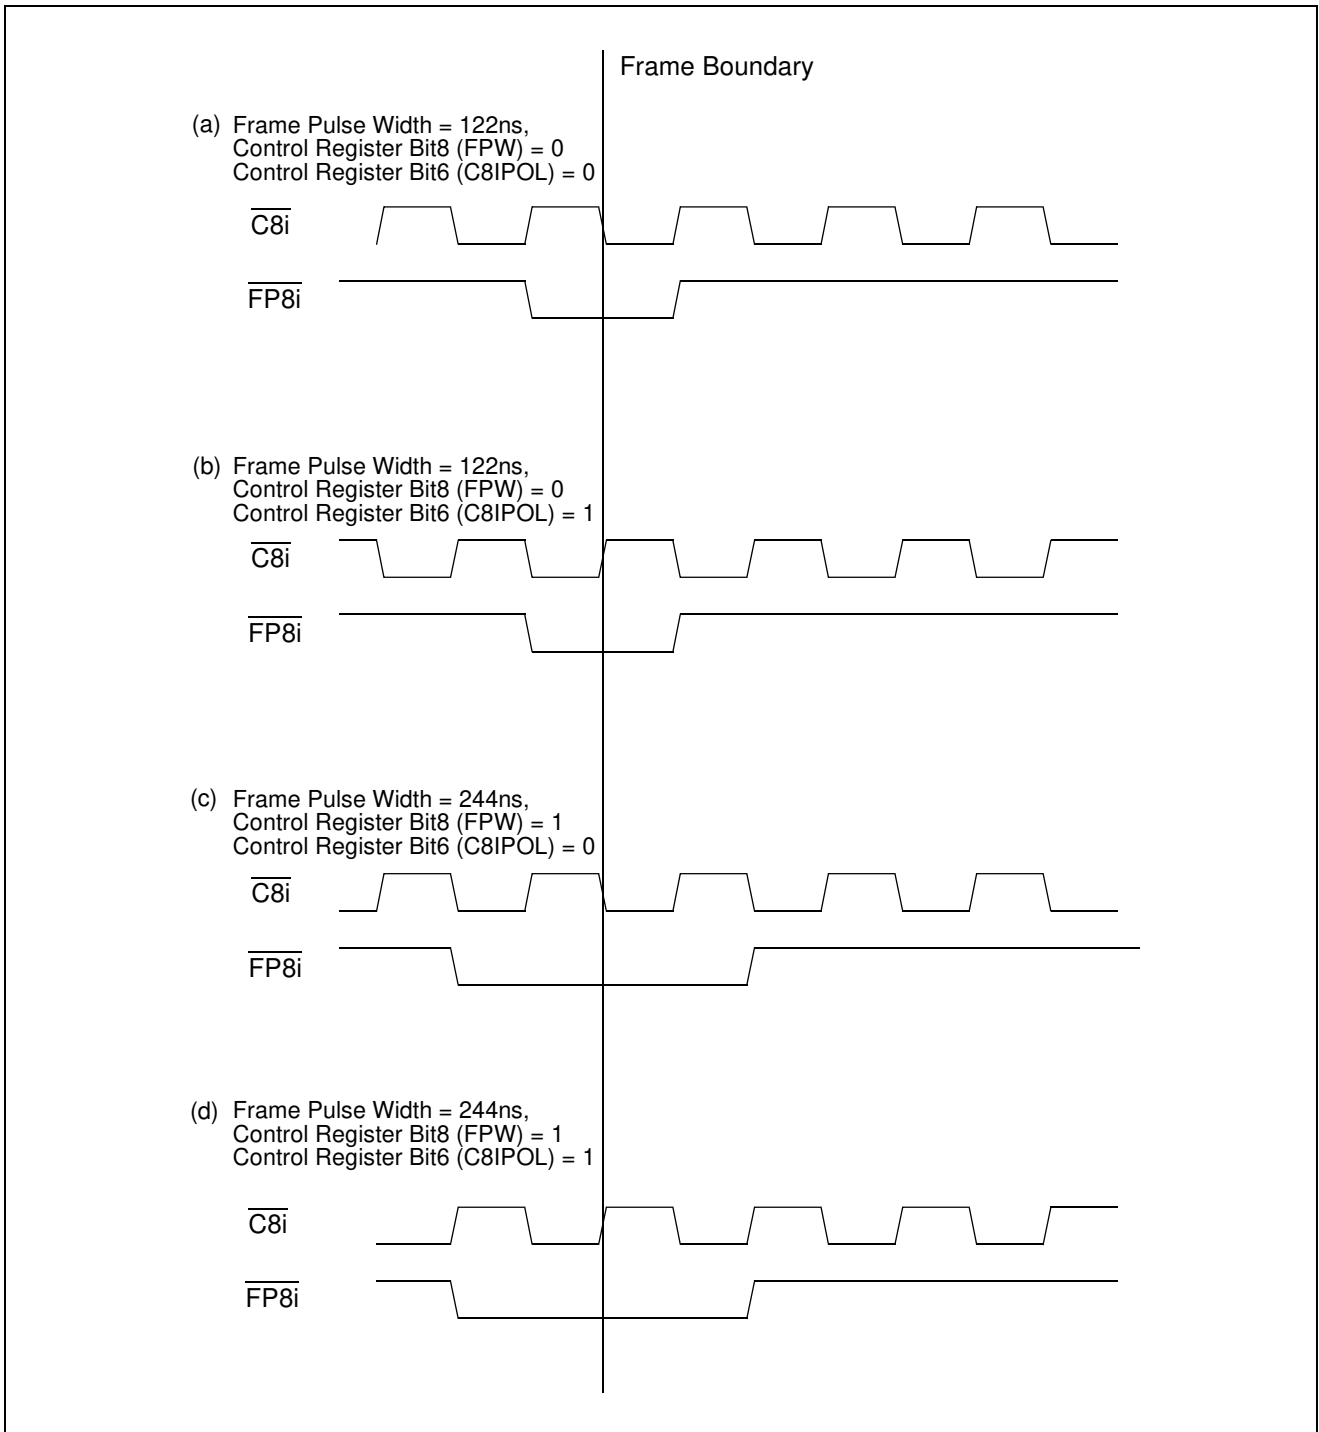 Frame Boundary
(a) Frame Pulse Width = 122ns,
Control Register Bit8 (FPW) = 0
Control Register Bit6 (C8IPOL) = 0
C8i
FP8i
(b) Frame Pulse Width = 122ns,
Control Register Bit8 (FPW) = 0
Control Register Bit6 (C8IPOL) = 1
C8i
FP8i
(c) Frame Pulse Width = 244ns,
Control Register Bit8 (FPW) = 1
Control Register Bit6 (C8IPOL) = 0
C8i
FP8i
(d) Frame Pulse Width = 244ns,
Control Register Bit8 (FPW) = 1
Control Register Bit6 (C8IPOL) = 1
C8i
FP8i